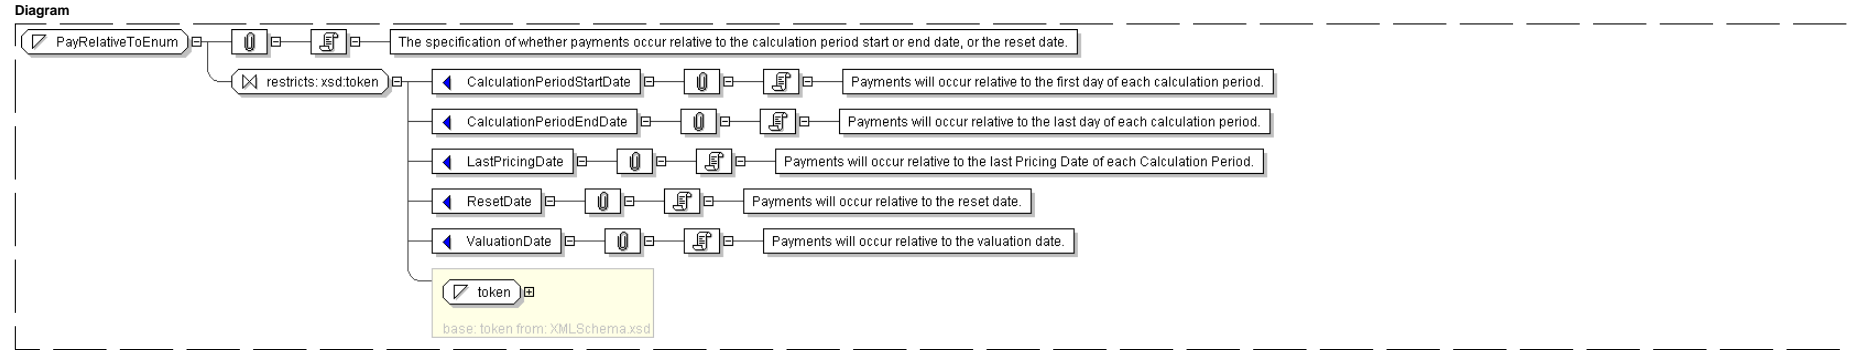 Diagram
PayRelativeToEnum The specification of whether payments occur relative to the calculation period start or end date, or the reset date.
restricts: xsd:token CalculationPeriodStartDate Payments will occur relative to the first day of each calculation period.
CalculationPeriodEndDate Payments will occur relative to the last day of each calculation period.
LastPricingDate Payments will occur relative to the last Pricing Date of each Calculation Period.
ResetDate Payments will occur relative to the reset date.
ValuationDate Payments will occur relative to the valuation date.
token
base: token from: XMLSchema.xsd